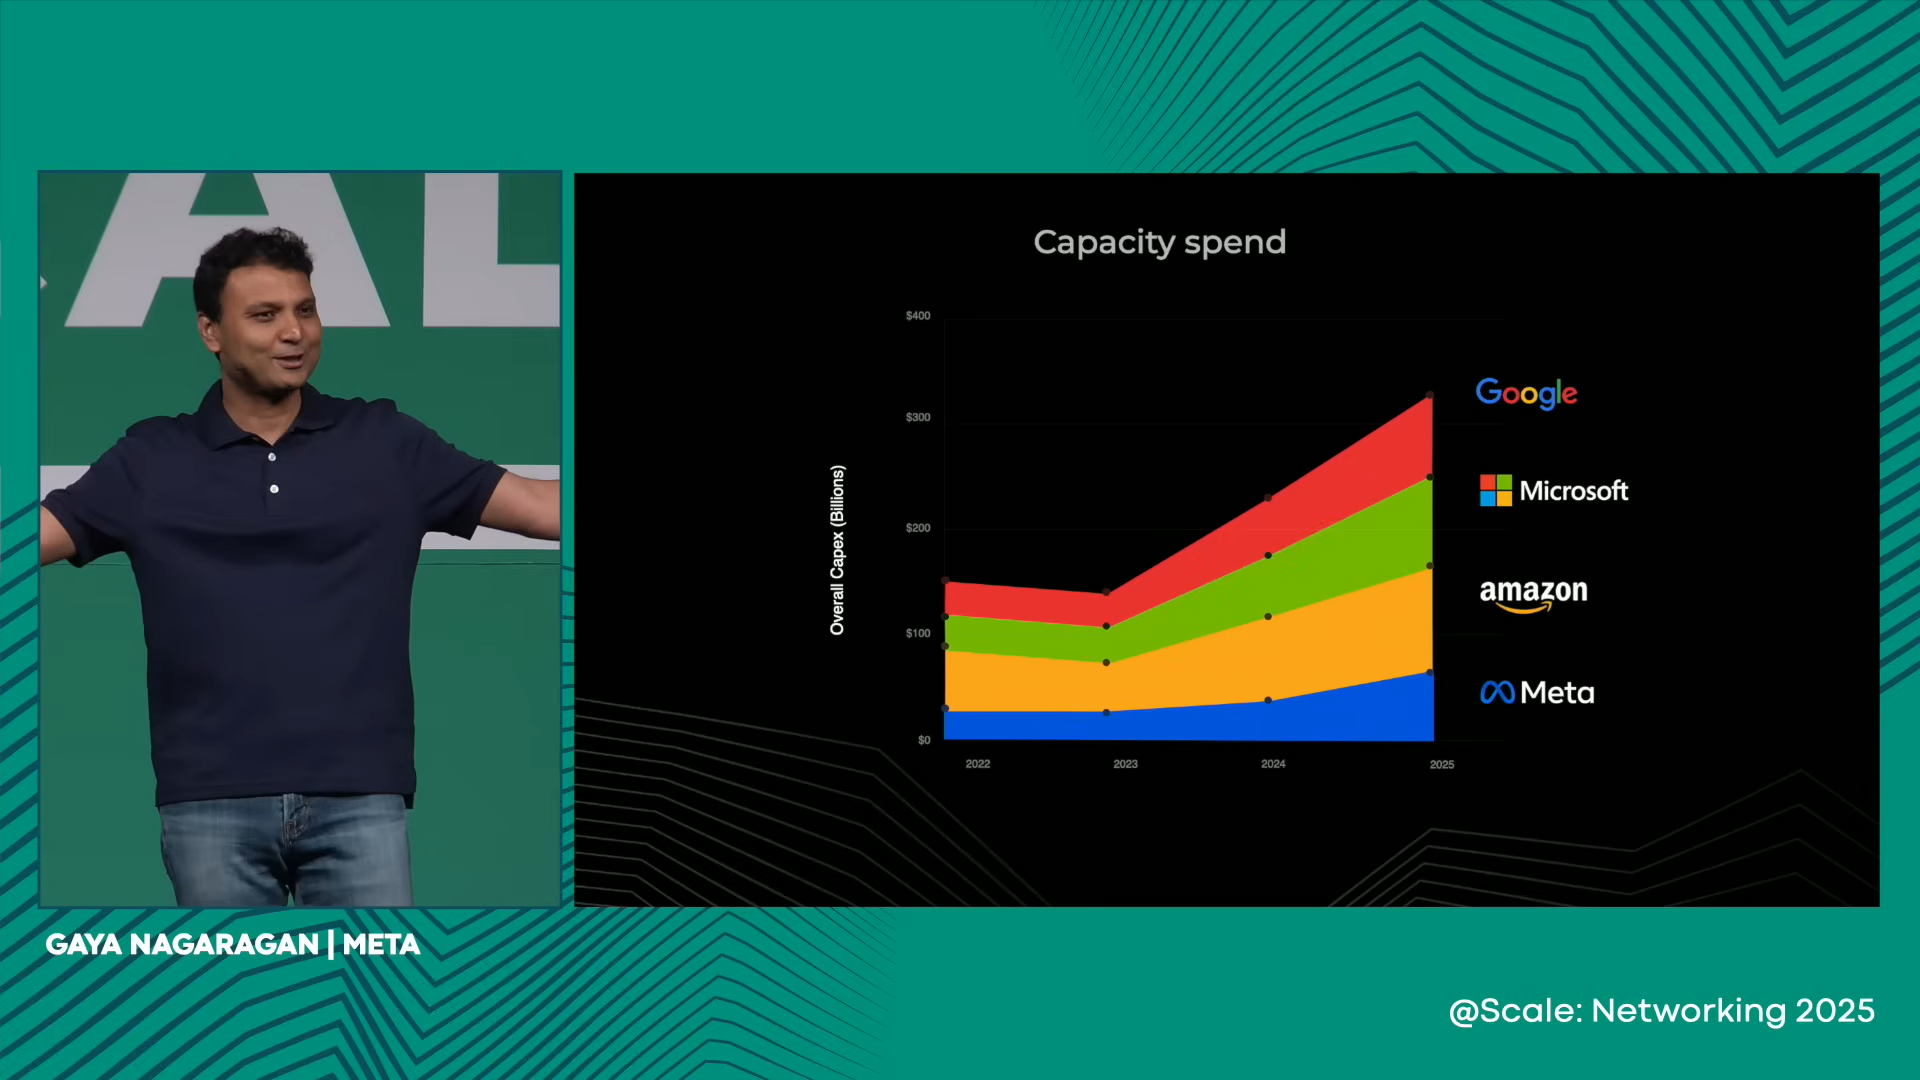 AL
Capacity spend
$400
$300
$200
$100
$0
Overall Capex (Billions)
2022
2023
2024
2025
Google
Microsoft
amazon
Meta
GAYA NAGARAGAN | META
@Scale: Networking 2025